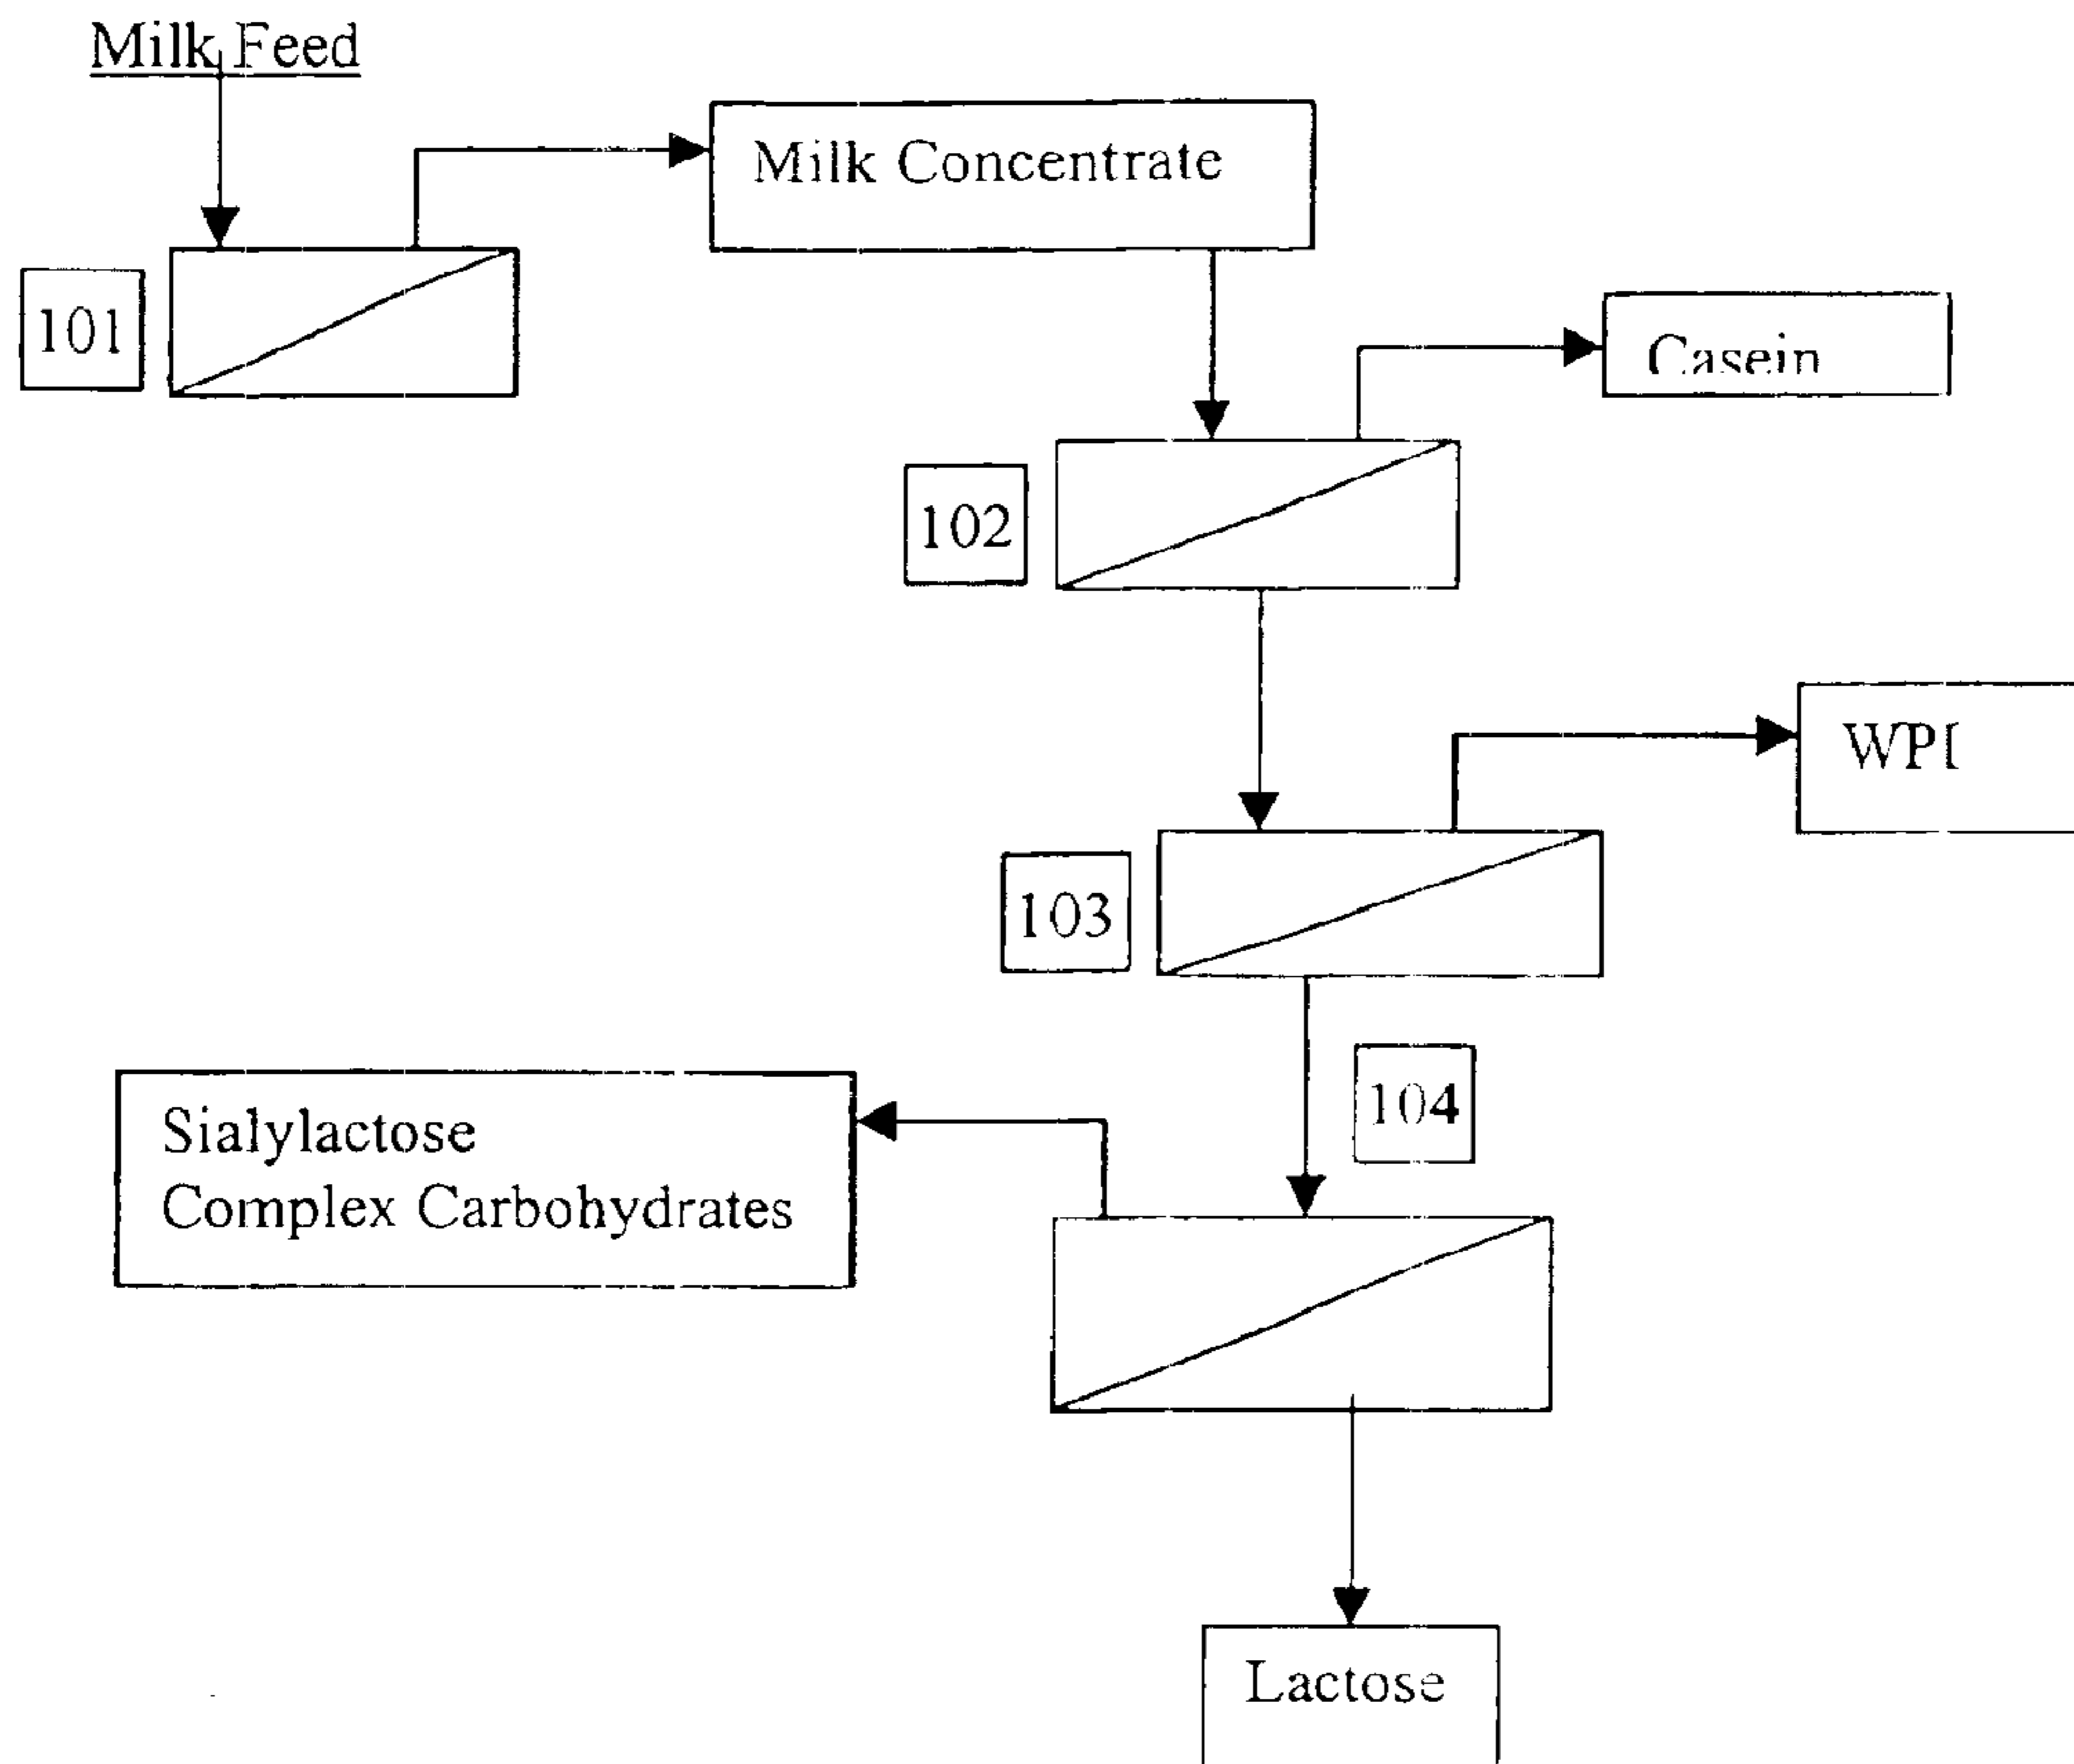 Milk Feed
Milk Concentrate
101
Casein
102
WPI
103
104
Sialylactose
Complex Carbohydrates
Lactose